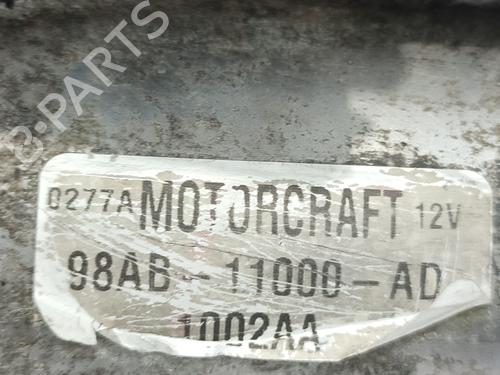 B-PARTS
0277A MOTORCRAFT 12V
98AB-11000-AD
1002AA